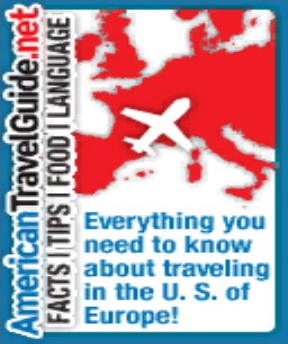 AmericanTravelGuide.net
FACTS | TIPS | FOOD | LANGUAGE
Everything you
need to know
about traveling
in the U. S. of
Europe!